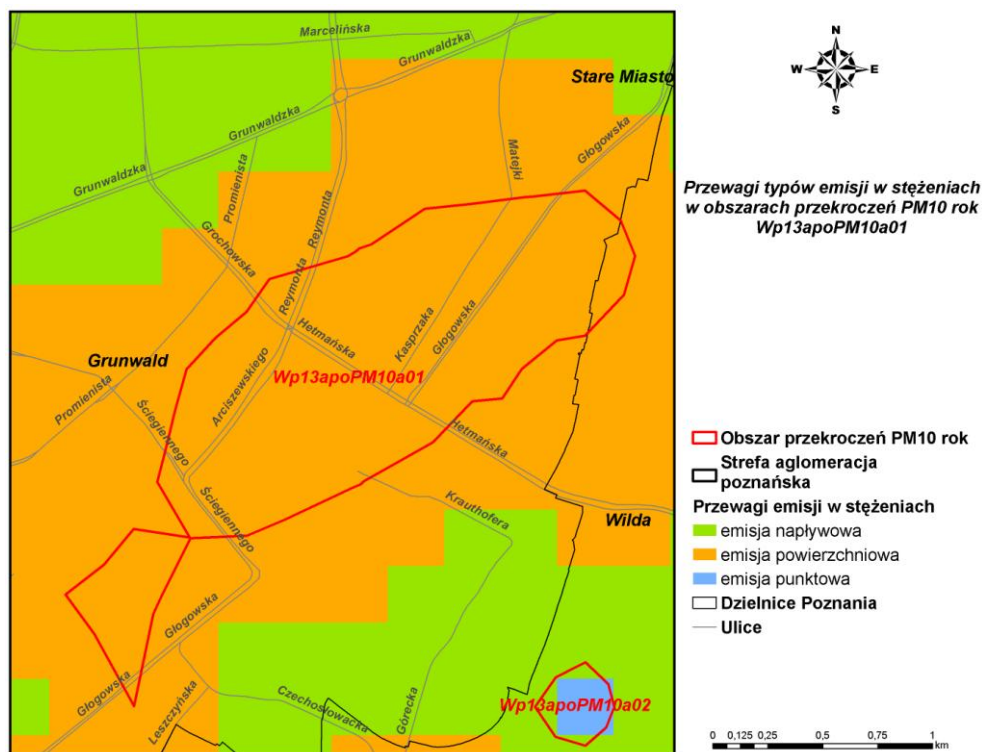 Marcelińska
Grunwaldzka
Stare Miasto
Grunwaldzka
Głogowska
Matejki
Grunwaldzka
Promienista
Reymonta
Grochowska
Reymonta
Hetmańska
Kasprzaka
Głogowska
Grunwald
Wp13apoPM10a01
Arciszewskiego
Promienista
Ściegiennego
Hetmańska
Ściegiennego
Krauthofera
Wilda
Głogowska
Głogowska
Leszczyńska
Czechosłowacka
Górecka
Wp13apoPM10a02
N
W E
S
Przewagi typów emisji w stężeniach
w obszarach przekroczeń PM10 rok
Wp13apoPM10a01
Obszar przekroczeń PM10 rok
Strefa aglomeracja
poznańska
Przewagi emisji w stężeniach
emisja napływowa
emisja powierzchniowa
emisja punktowa
Dzielnice Poznania
Ulice
0 0,125 0,25 0,5 0,75 1
km